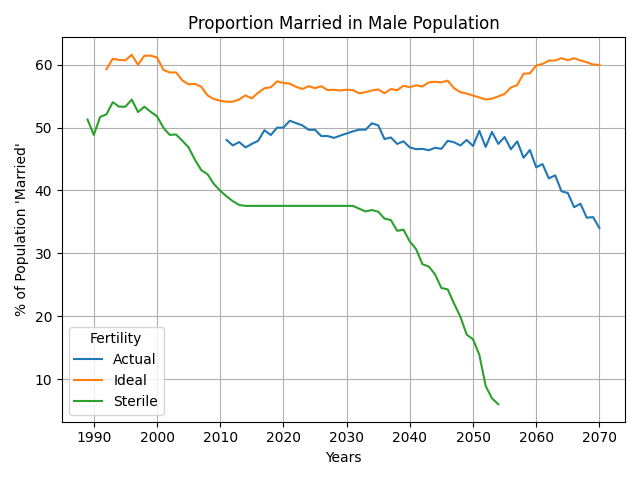 Proportion Married in Male Population
% of Population 'Married'
60
50
40
30
20
10
Fertility
Actual
Ideal
Sterile
1990 2000 2010 2020 2030 2040 2050 2060 2070
Years